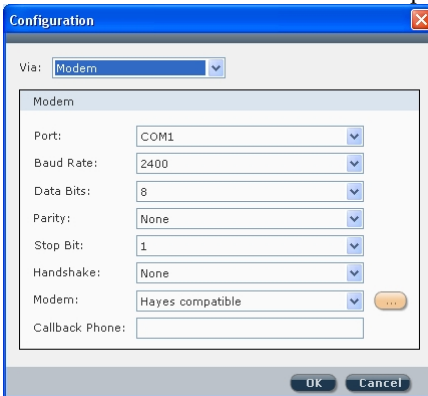 Configuration
Via: Modem
Modem
Port: COM1
Baud Rate: 2400
Data Bits: 8
Parity: None
Stop Bit: 1
Handshake: None
Modem: Hayes compatible ...
Callback Phone:
OK Cancel